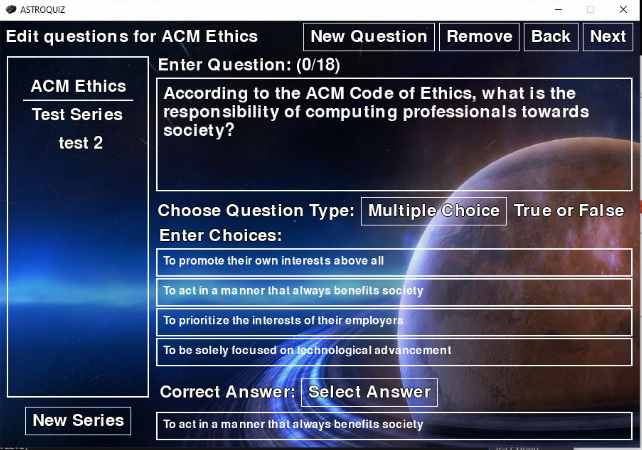 ASTROQUIZ
Edit questions for ACM Ethics
New Question
Remove
Back
Next
ACM Ethics
Test Series
test 2
New Series
Enter Question: (0/18)
According to the ACM Code of Ethics, what is the
responsibility of computing professionals towards
society?
Choose Question Type: Multiple Choice True or False
Enter Choices:
To promote their own interests above all
To act in a manner that always benefits society
To prioritize the interests of their employers
To be solely focused on technological advancement
Correct Answer: Select Answer
To act in a manner that always benefits society